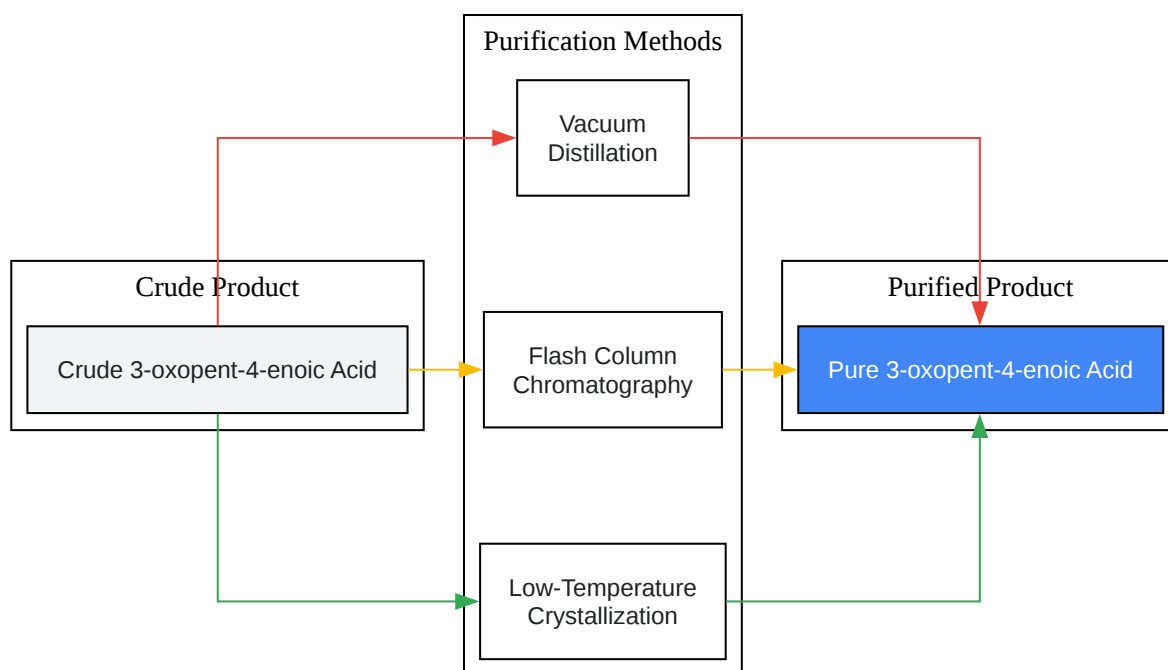 Purification Methods
Vacuum
Distillation
Crude Product
Crude 3-oxopent-4-enoic Acid
Flash Column
Chromatography
Purified Product
Pure 3-oxopent-4-enoic Acid
Low-Temperature
Crystallization